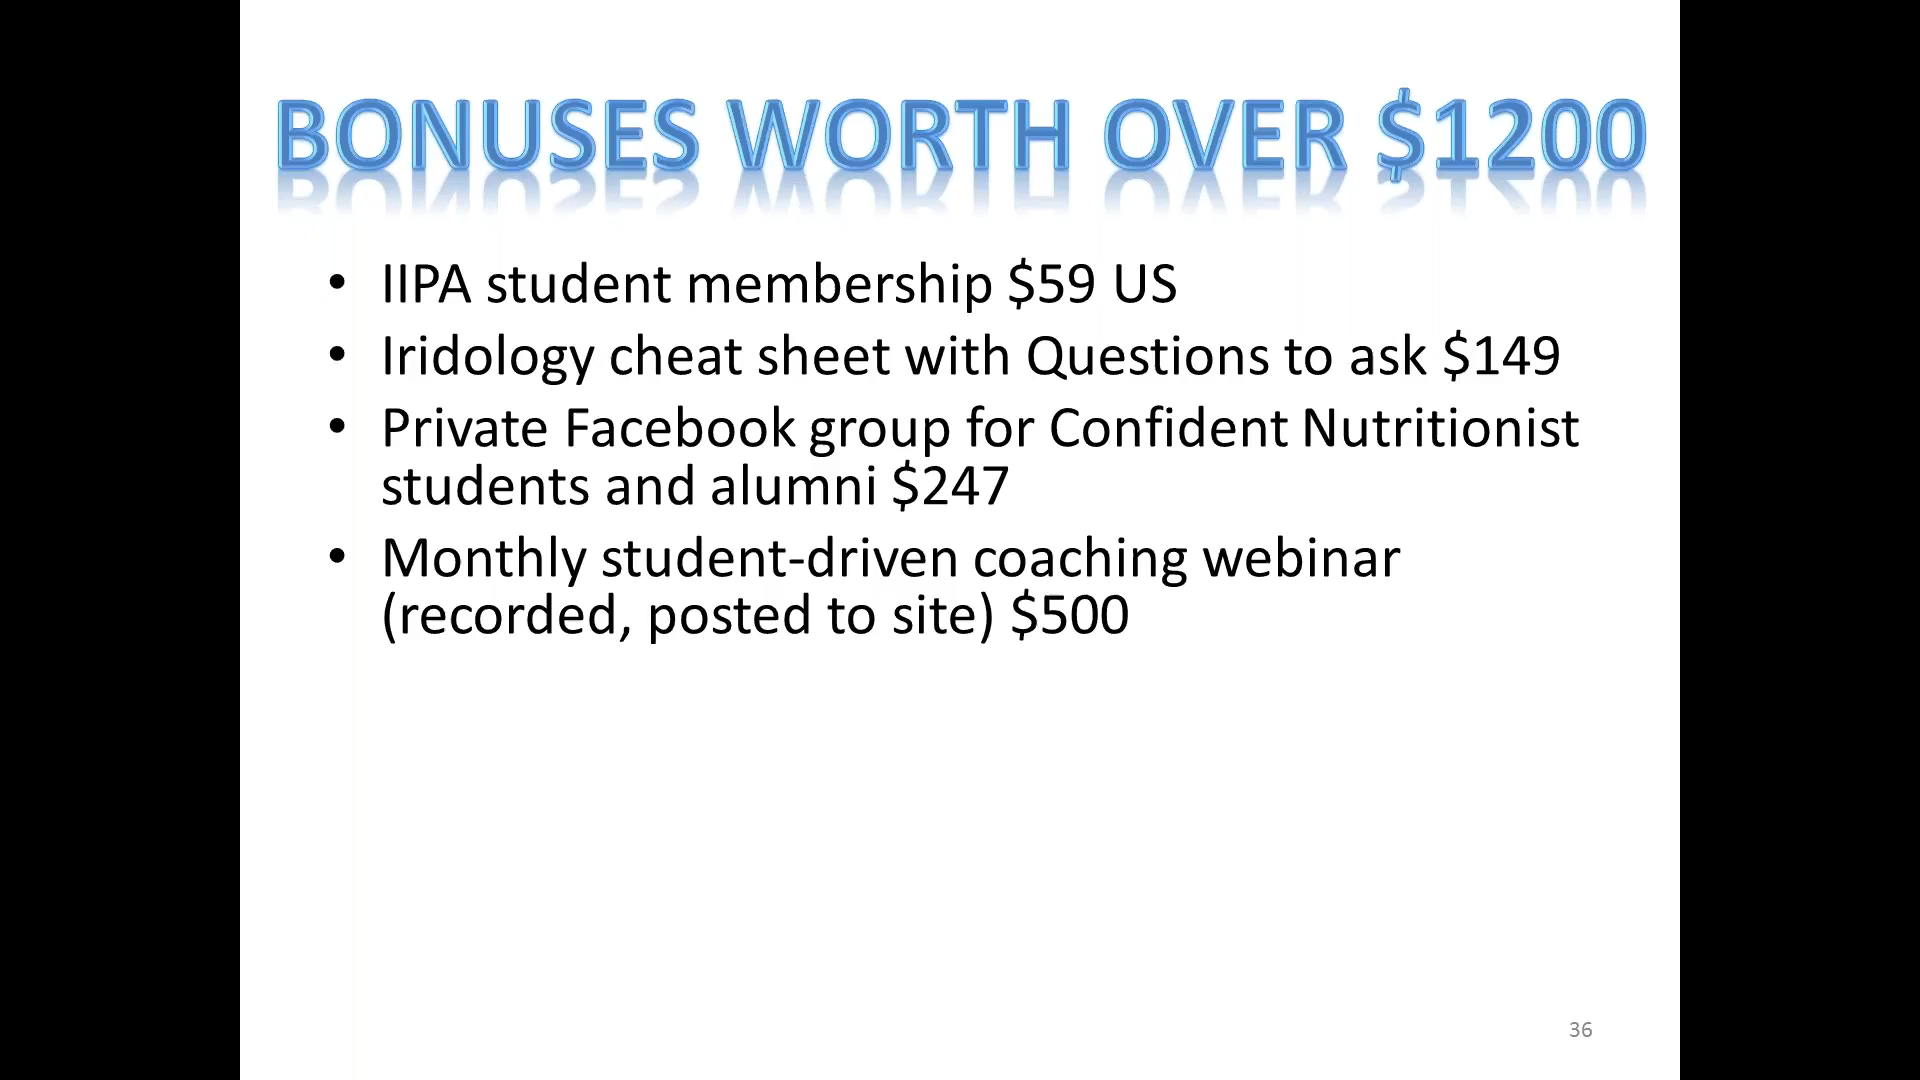 BONUSES WORTH OVER $1200
• IIPA student membership $59 US
• Iridology cheat sheet with Questions to ask $149
• Private Facebook group for Confident Nutritionist
students and alumni $247
• Monthly student-driven coaching webinar
(recorded, posted to site) $500
36